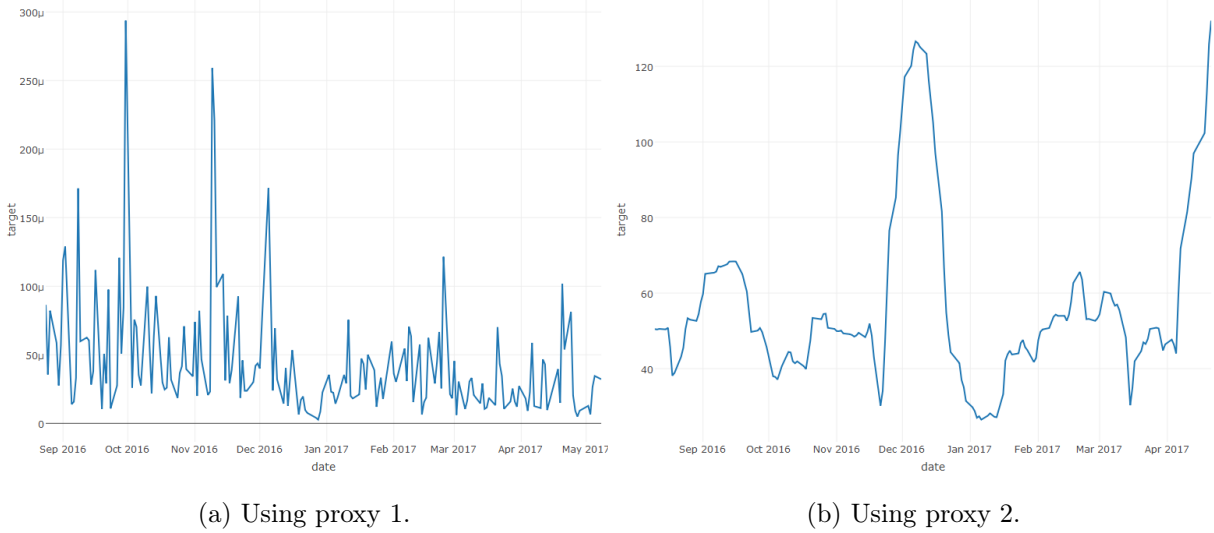 300μ
250μ
200μ
150μ
100μ
50μ
0
target
Sep 2016 Oct 2016 Nov 2016 Dec 2016 Jan 2017 Feb 2017 Mar 2017 Apr 2017 May 2017
date
(a) Using proxy 1.
120
100
80
60
40
target
Sep 2016 Oct 2016 Nov 2016 Dec 2016 Jan 2017 Feb 2017 Mar 2017 Apr 2017
date
(b) Using proxy 2.